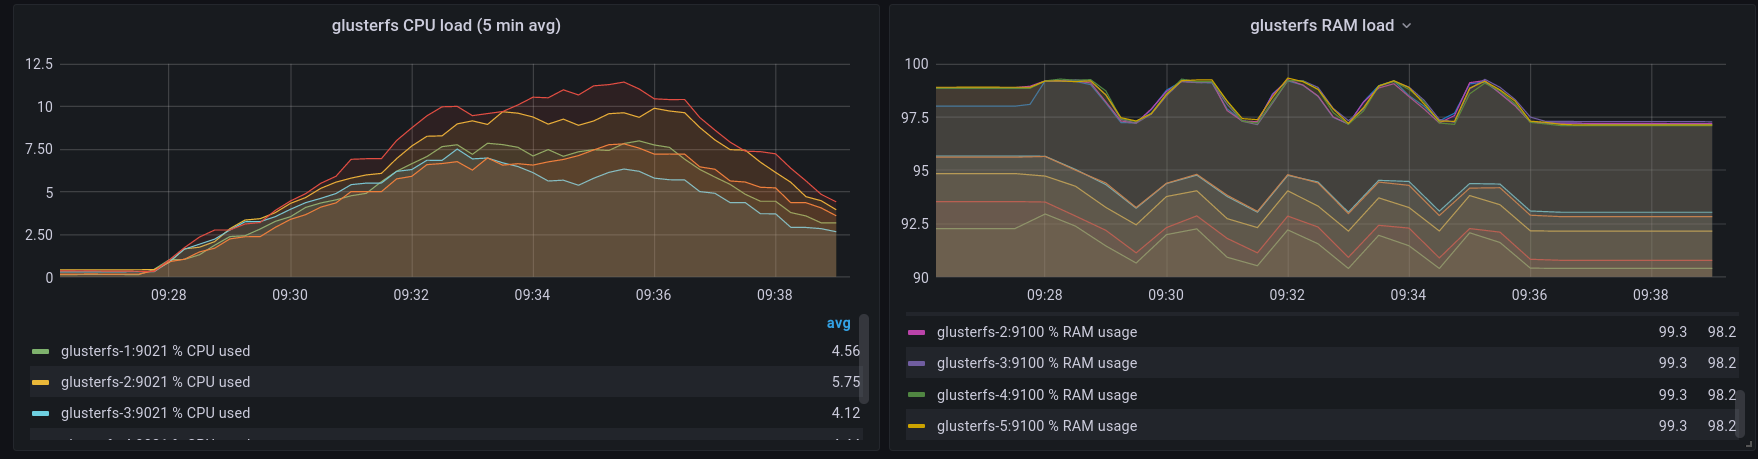 glusterfs CPU load (5 min avg)
12.5
10
7.50
5
2.50
0
09:28 09:30 09:32 09:34 09:36 09:38
avg
glusterfs-1:9021 % CPU used 4.56
glusterfs-2:9021 % CPU used 5.75
glusterfs-3:9021 % CPU used 4.12
glusterfs RAM load
100
97.5
95
92.5
90
09:28 09:30 09:32 09:34 09:36 09:38
glusterfs-2:9100 % RAM usage 99.3 98.2
glusterfs-3:9100 % RAM usage 99.3 98.2
glusterfs-4:9100 % RAM usage 99.3 98.2
glusterfs-5:9100 % RAM usage 99.3 98.2